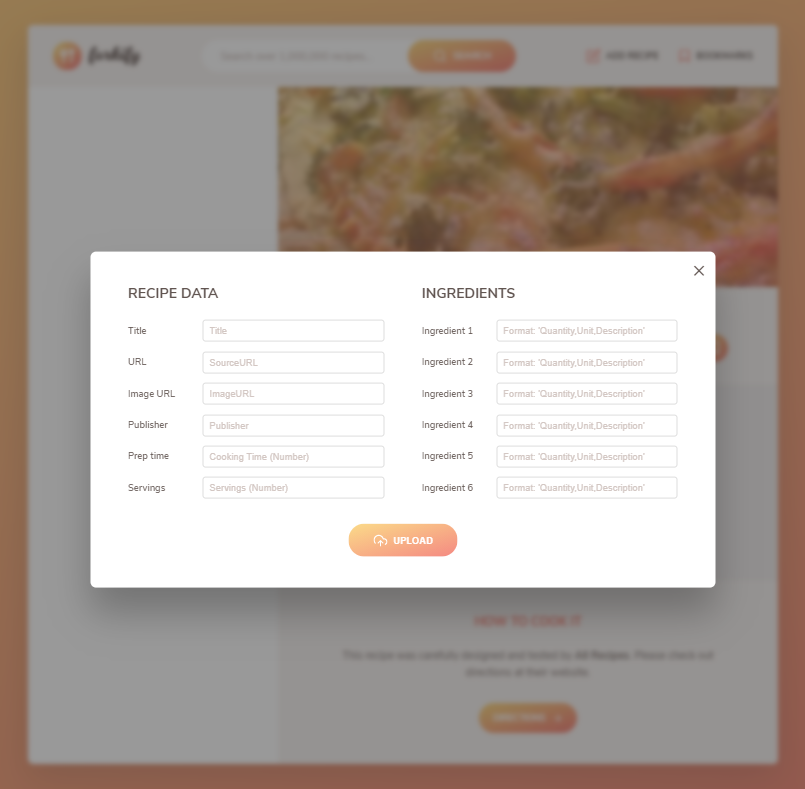 forkify
Search over 1,000,000 recipes...
SEARCH
ADD RECIPE
BOOKMARKS
RECIPE DATA
INGREDIENTS
Title
Title
Ingredient 1
Format: 'Quantity,Unit,Description'
URL
SourceURL
Ingredient 2
Format: 'Quantity,Unit,Description'
Image URL
ImageURL
Ingredient 3
Format: 'Quantity,Unit,Description'
Publisher
Publisher
Ingredient 4
Format: 'Quantity,Unit,Description'
Prep time
Cooking Time (Number)
Ingredient 5
Format: 'Quantity,Unit,Description'
Servings
Servings (Number)
Ingredient 6
Format: 'Quantity,Unit,Description'
UPLOAD
HOW TO COOK IT
This recipe was carefully designed and tested by All Recipes. Please check out
directions at their website.
DIRECTIONS